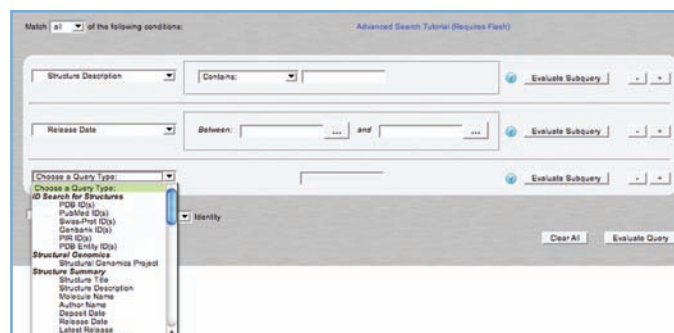 Match all of the following conditions: Advanced Search Tutorial (Requires Flash)
Structure Description Contains: Evaluate Subquery - +
Release Date Between: ... and ... Evaluate Subquery - +
Choose a Query Type: Evaluate Subquery - +
Choose a Query Type:
ID Search for Structures
PDB ID(s)
PubMed ID(s)
Swiss-Prot ID(s)
Identity
Genbank ID(s)
PIR ID(s)
PDB Entity ID(s)
Clear All Evaluate Query
Structural Genomics
Structural Genomics Project
Structure Summary
Structure Title
Structure Description
Molecule Name
Author Name
Deposit Date
Release Date
Latest Release